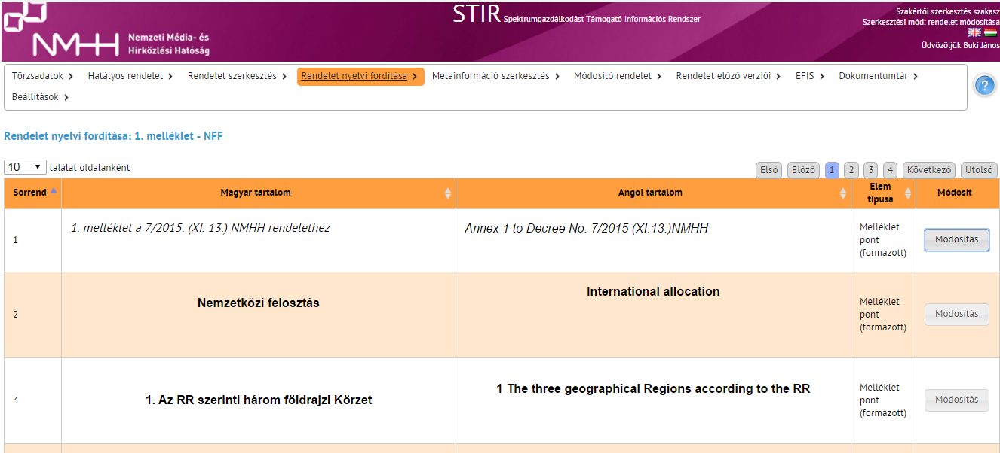 STIR Spektrumgazdálkodást Támogató Információs Rendszer
Szakértői szerkesztés szakasz
Szerkesztési mód: rendelet módosítása
Üdvözöljük Buki János
NMHH Nemzeti Média- és
Hírközlési Hatóság
Törzsadatok Hatályos rendelet Rendelet szerkesztés Rendelet nyelvi fordítása Metainformáció szerkesztés Módosító rendelet Rendelet előző verziói EFIS Dokumentumtár
Beállítások
?
Rendelet nyelvi fordítása: 1. melléklet - NFF
10 találat oldalanként
Első Előző 1 2 3 4 Következő Utolsó
Sorrend Magyar tartalom Angol tartalom Elem típusa Módosít
1
1. melléklet a 7/2015. (XI. 13.) NMHH rendelethez
Annex 1 to Decree No. 7/2015 (XI.13.)NMHH
Melléklet
pont
(formázott)
Módosítás
2
Nemzetközi felosztás
International allocation
Melléklet
pont
(formázott)
Módosítás
3
1. Az RR szerinti három földrajzi Körzet
1 The three geographical Regions according to the RR
Melléklet
pont
(formázott)
Módosítás